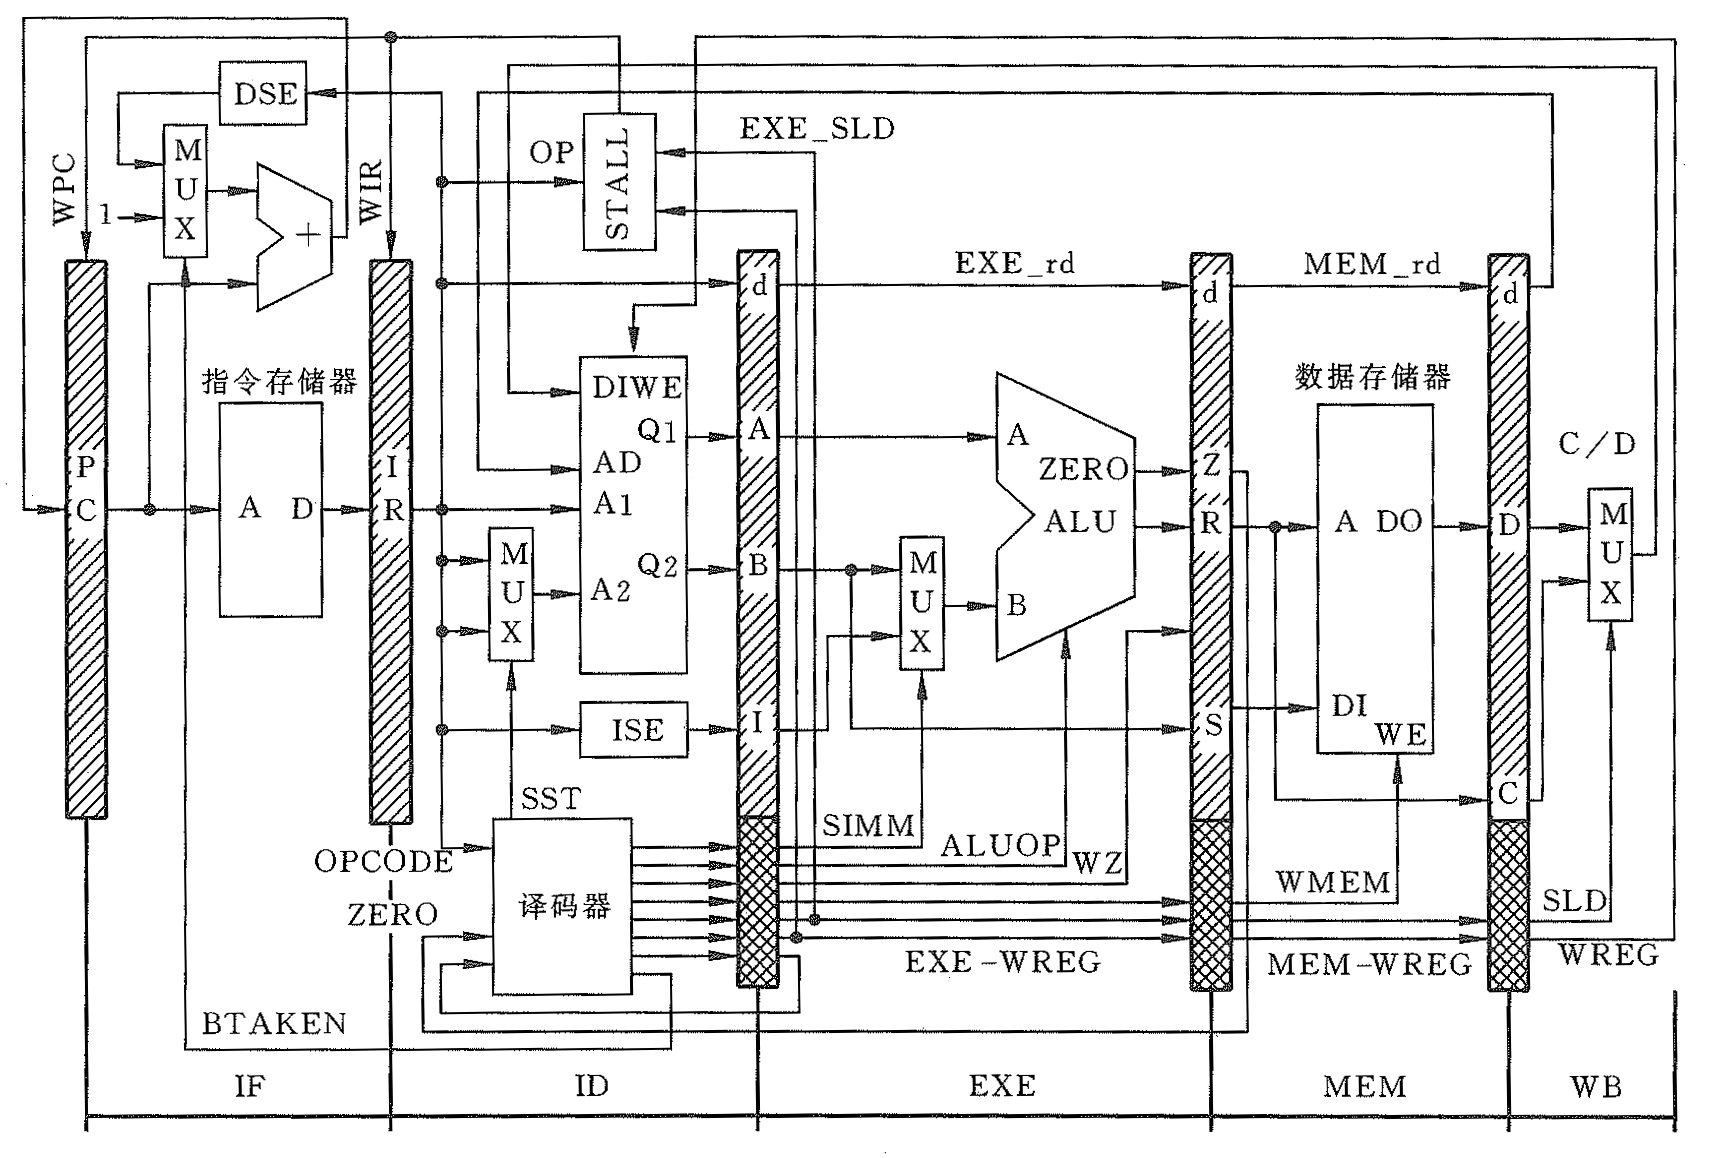 DSE
EXE_SLD
M
U
X
OP
STALL
WPC
1
WIR
+
EXE_rd
MEM_rd
d
d
d
指令存储器
数据存储器
DIWE
Q1
A
A
C/D
P
C
I
R
AD
ZERO
Z
A D
A1
ALU
R
A DO
D
M
U
X
M
U
X
Q2
B
M
U
X
A2
B
ISE
I
S
DI
WE
SST
C
SIMM
ALUOP
WZ
OPCODE
WMEM
译码器
ZERO
SLD
EXE-WREG
MEM-WREG
WREG
BTAKEN
IF
ID
EXE
MEM
WB